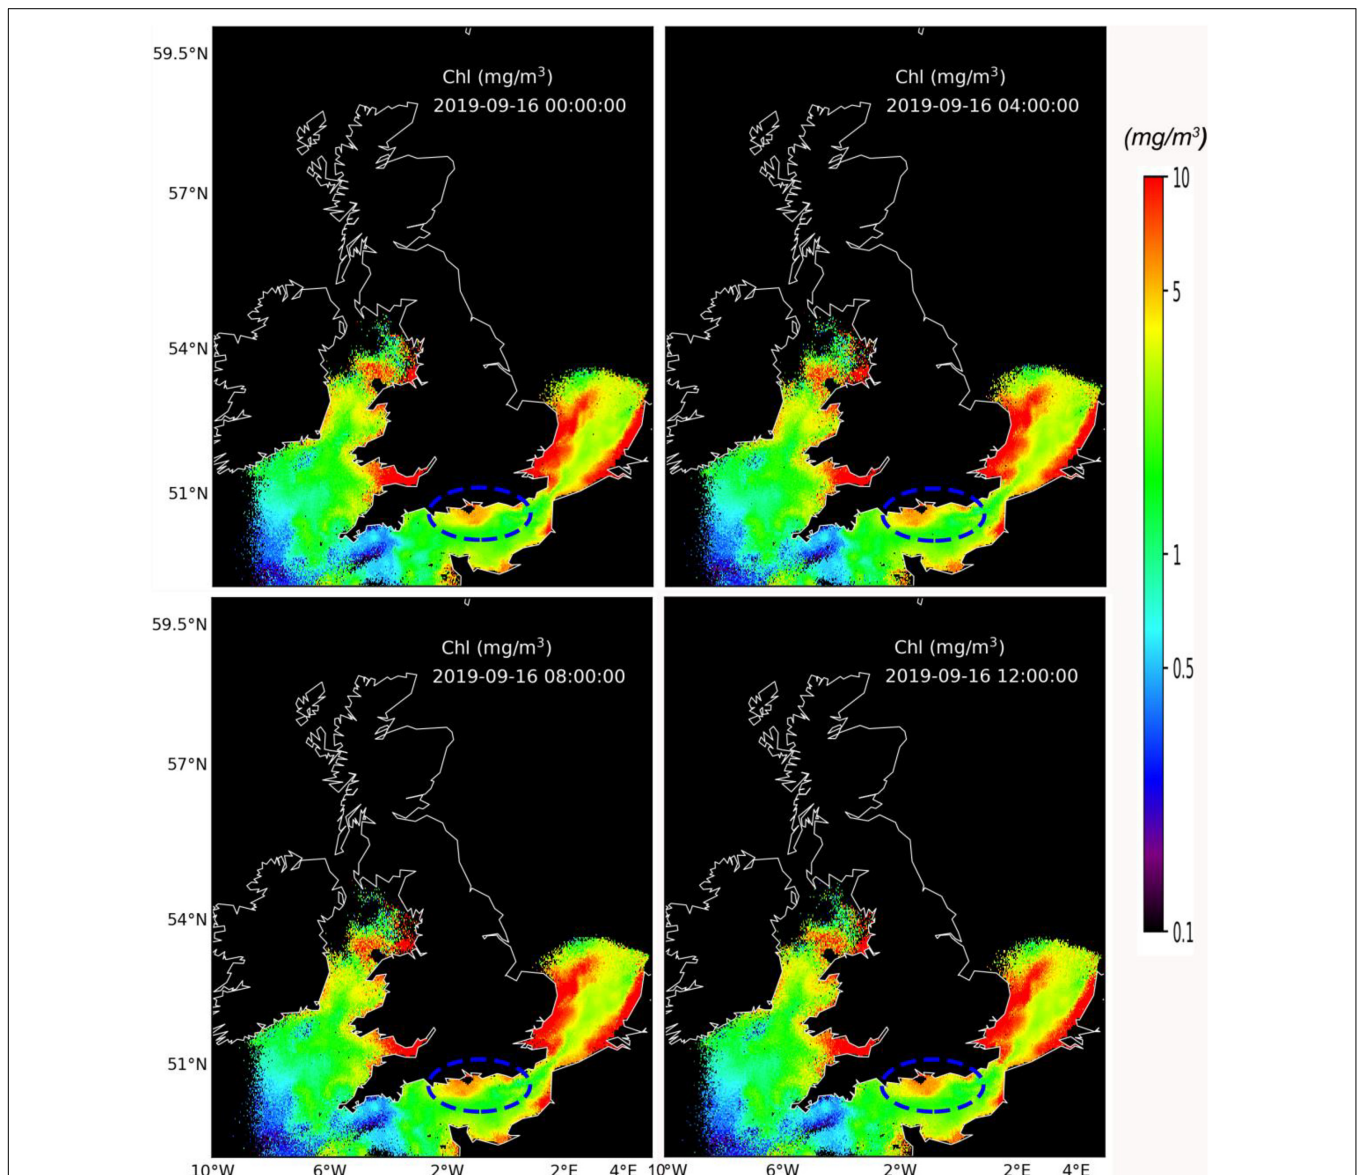 Chl (mg/m³)
2019-09-16 00:00:00
Chl (mg/m³)
2019-09-16 04:00:00
59.5°N
57°N
54°N
51°N
(mg/m³)
10
5
1
0.5
0.1
Chl (mg/m³)
2019-09-16 08:00:00
Chl (mg/m³)
2019-09-16 12:00:00
59.5°N
57°N
54°N
51°N
10°W 6°W 2°W 2°E 4°E
10°W 6°W 2°W 2°E 4°E